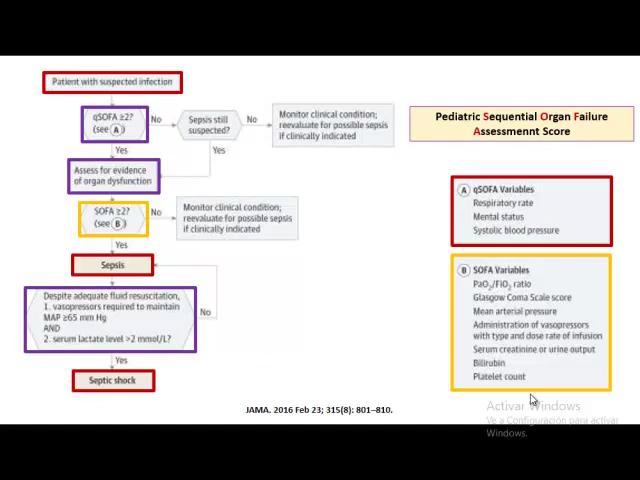 Patient with suspected infection
qSOFA ≥2?
(see A)
No
Sepsis still
suspected?
No
Monitor clinical condition;
reevaluate for possible sepsis
if clinically indicated
Yes
Yes
Assess for evidence
of organ dysfunction
SOFA ≥2?
(see B)
No
Monitor clinical condition;
reevaluate for possible sepsis
if clinically indicated
Yes
Sepsis
Despite adequate fluid resuscitation,
1. vasopressors required to maintain
MAP ≥65 mm Hg
AND
2. serum lactate level >2 mmol/L?
No
Yes
Septic shock
Pediatric Sequential Organ Failure
Assessmennt Score
A qSOFA Variables
Respiratory rate
Mental status
Systolic blood pressure
B SOFA Variables
PaO2/FiO2 ratio
Glasgow Coma Scale score
Mean arterial pressure
Administration of vasopressors
with type and dose rate of infusion
Serum creatinine or urine output
Bilirubin
Platelet count
JAMA. 2016 Feb 23; 315(8): 801–810.
Activar Windows
Ve a Configuración para activar
Windows.